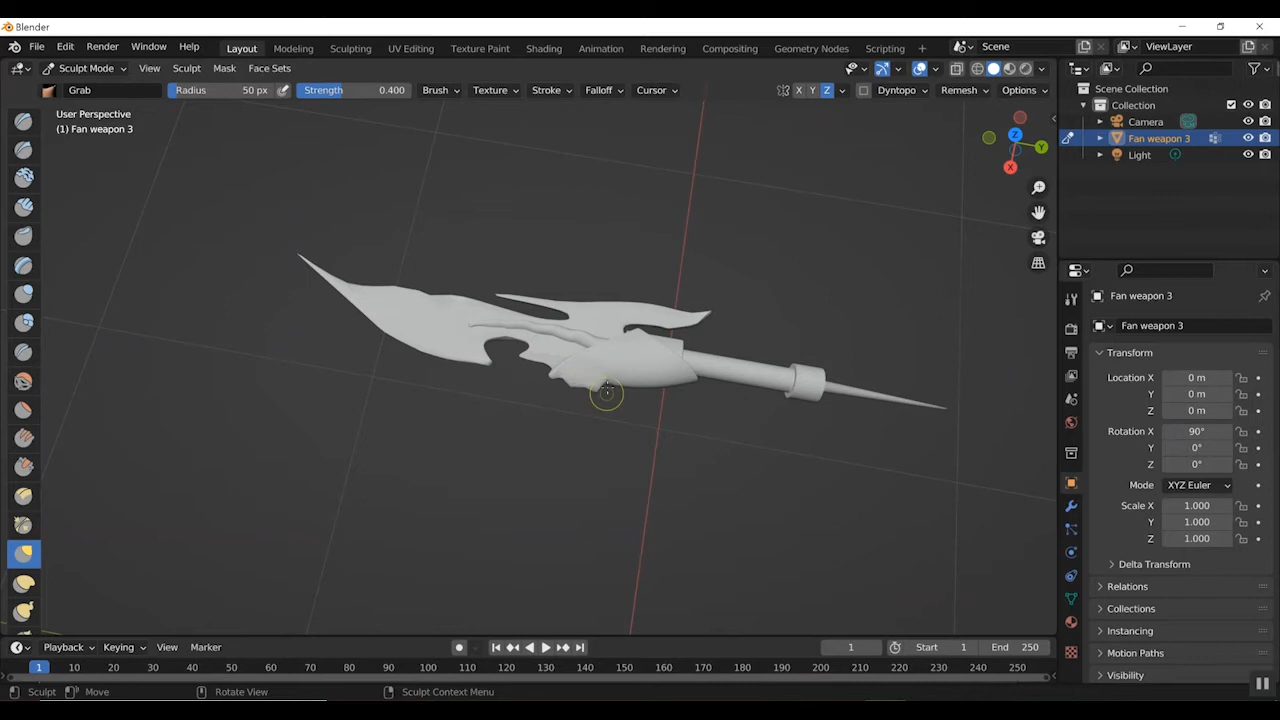 Blender
File Edit Render Window Help Layout Modeling Sculpting UV Editing Texture Paint Shading Animation Rendering Compositing Geometry Nodes Scripting + Scene ViewLayer
Sculpt Mode View Sculpt Mask Face Sets
Grab Radius 50 px Strength 0.400 Brush Texture Stroke Falloff Cursor X Y Z Dyntopo Remesh Options
User Perspective
(1) Fan weapon 3
Z
Y
X
Scene Collection
Collection
Camera
Fan weapon 3
Light
Fan weapon 3
Fan weapon 3
Transform
Location X 0 m
Y 0 m
Z 0 m
Rotation X 90°
Y 0°
Z 0°
Mode XYZ Euler
Scale X 1.000
Y 1.000
Z 1.000
Delta Transform
Relations
Collections
Instancing
Motion Paths
Visibility
Playback Keying View Marker 1 Start 1 End 250
1 10 20 30 40 50 60 70 80 90 100 110 120 130 140 150 160 170 180 190 200 210 220 230 240 250
Sculpt Move Rotate View Sculpt Context Menu